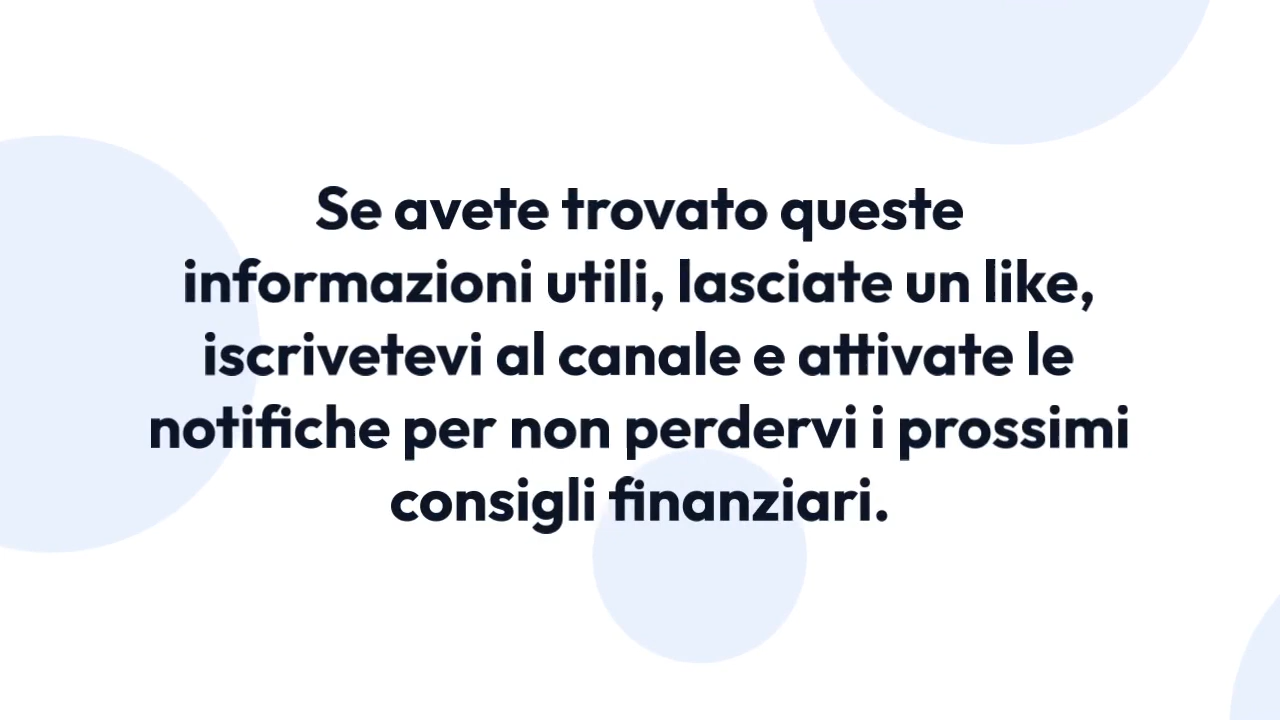 Se avete trovato queste
informazioni utili, lasciate un like,
iscrivetevi al canale e attivate le
notifiche per non perdervi i prossimi
consigli finanziari.